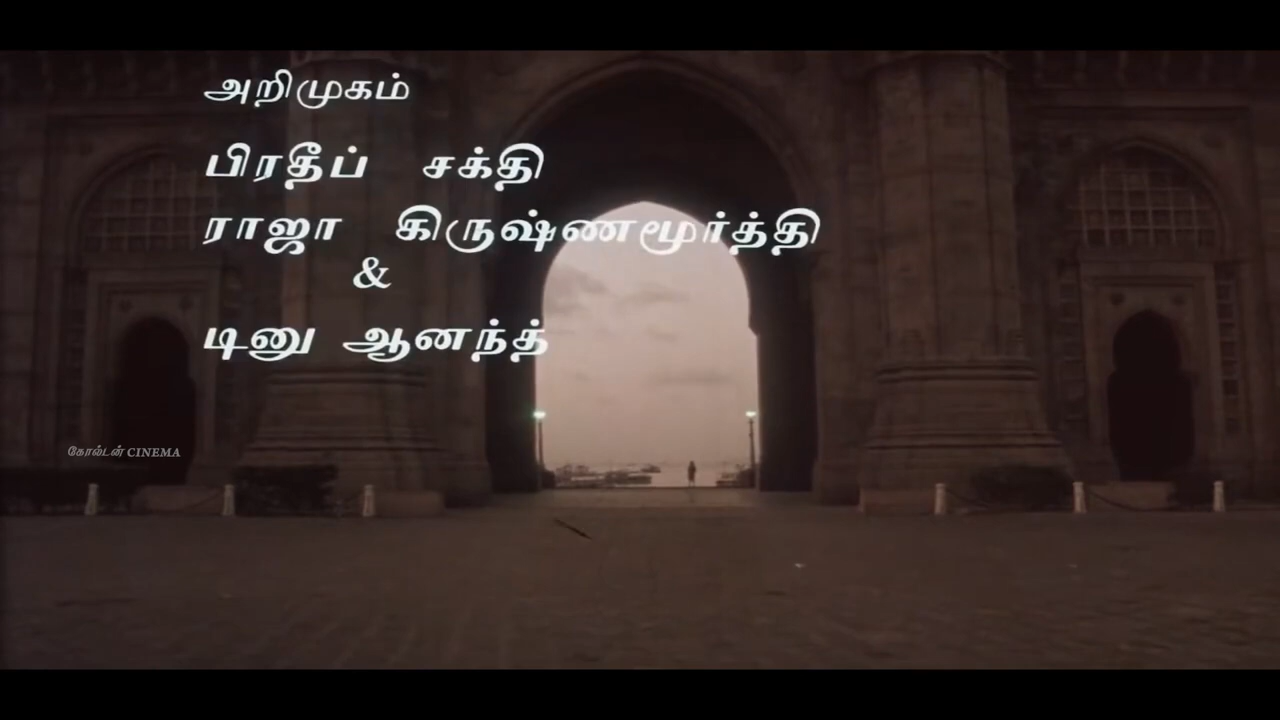 அறிமுகம்
பிரதீப் சக்தி
ராஜா கிருஷ்ணமூர்த்தி
&
டினு ஆனந்த்
கோல்டன் CINEMA